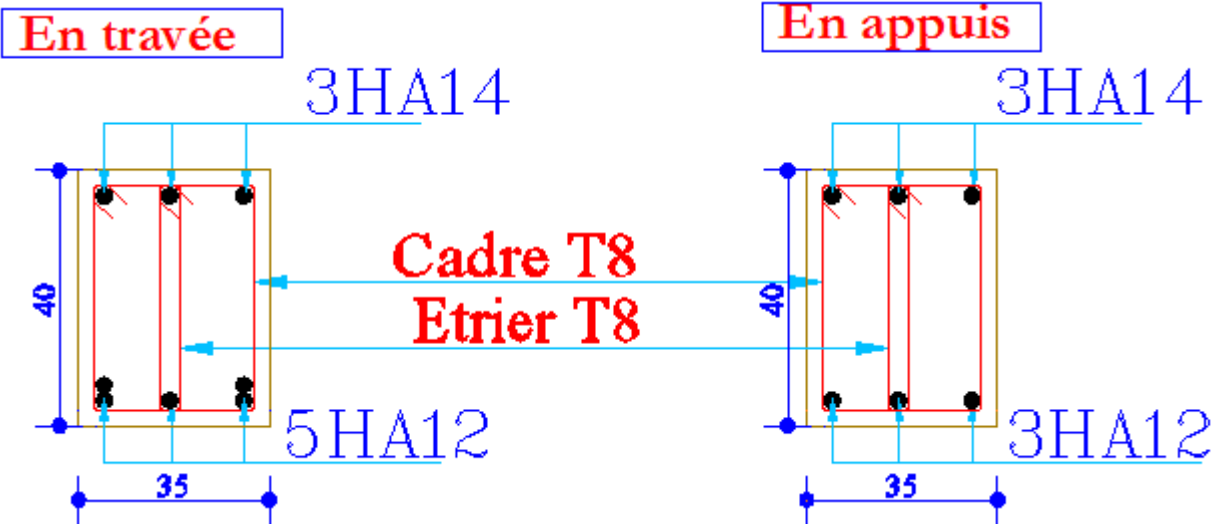 En travée
En appuis
3HA14
3HA14
Cadre T8
40
40
Etrier T8
5HA12
3HA12
35
35